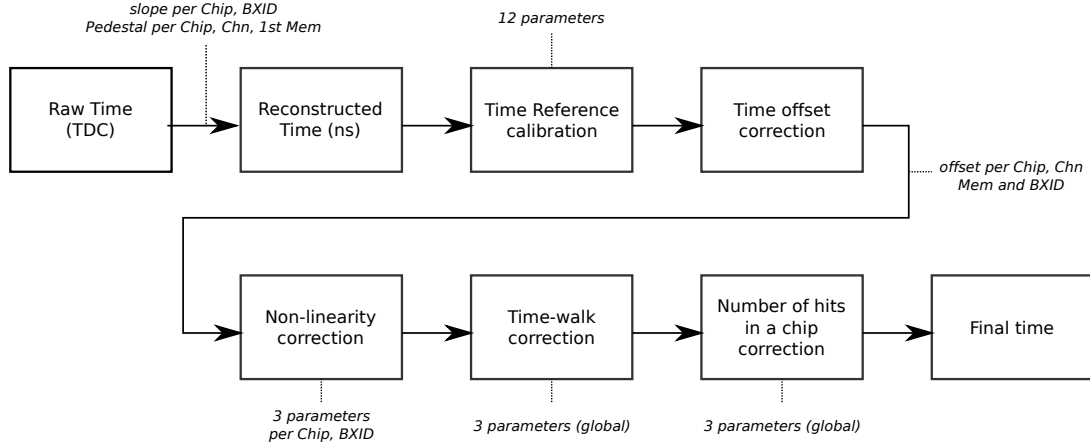 slope per Chip, BXID
Pedestal per Chip, Chn, 1st Mem
12 parameters
Raw Time
(TDC)
Reconstructed
Time (ns)
Time Reference
calibration
Time offset
correction
offset per Chip, Chn
Mem and BXID
Non-linearity
correction
Time-walk
correction
Number of hits
in a chip
correction
Final time
3 parameters
per Chip, BXID
3 parameters (global)
3 parameters (global)